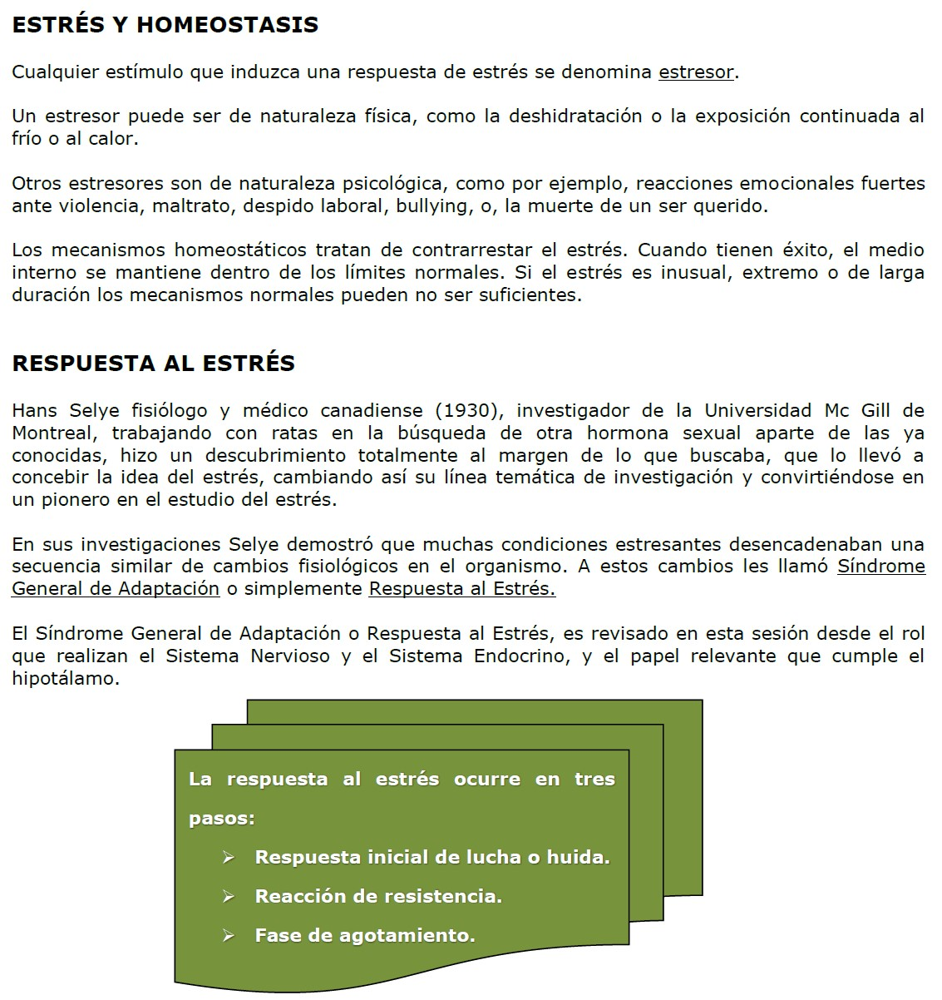 ESTRÉS Y HOMEOSTASIS
Cualquier estímulo que induzca una respuesta de estrés se denomina estresor.
Un estresor puede ser de naturaleza física, como la deshidratación o la exposición continuada al
frío o al calor.
Otros estresores son de naturaleza psicológica, como por ejemplo, reacciones emocionales fuertes
ante violencia, maltrato, despido laboral, bullying, o, la muerte de un ser querido.
Los mecanismos homeostáticos tratan de contrarrestar el estrés. Cuando tienen éxito, el medio
interno se mantiene dentro de los límites normales. Si el estrés es inusual, extremo o de larga
duración los mecanismos normales pueden no ser suficientes.
RESPUESTA AL ESTRÉS
Hans Selye fisiólogo y médico canadiense (1930), investigador de la Universidad Mc Gill de
Montreal, trabajando con ratas en la búsqueda de otra hormona sexual aparte de las ya
conocidas, hizo un descubrimiento totalmente al margen de lo que buscaba, que lo llevó a
concebir la idea del estrés, cambiando así su línea temática de investigación y convirtiéndose en
un pionero en el estudio del estrés.
En sus investigaciones Selye demostró que muchas condiciones estresantes desencadenaban una
secuencia similar de cambios fisiológicos en el organismo. A estos cambios les llamó Síndrome
General de Adaptación o simplemente Respuesta al Estrés.
El Síndrome General de Adaptación o Respuesta al Estrés, es revisado en esta sesión desde el rol
que realizan el Sistema Nervioso y el Sistema Endocrino, y el papel relevante que cumple el
hipotálamo.
La respuesta al estrés ocurre en tres
pasos:
➢ Respuesta inicial de lucha o huida.
➢ Reacción de resistencia.
➢ Fase de agotamiento.